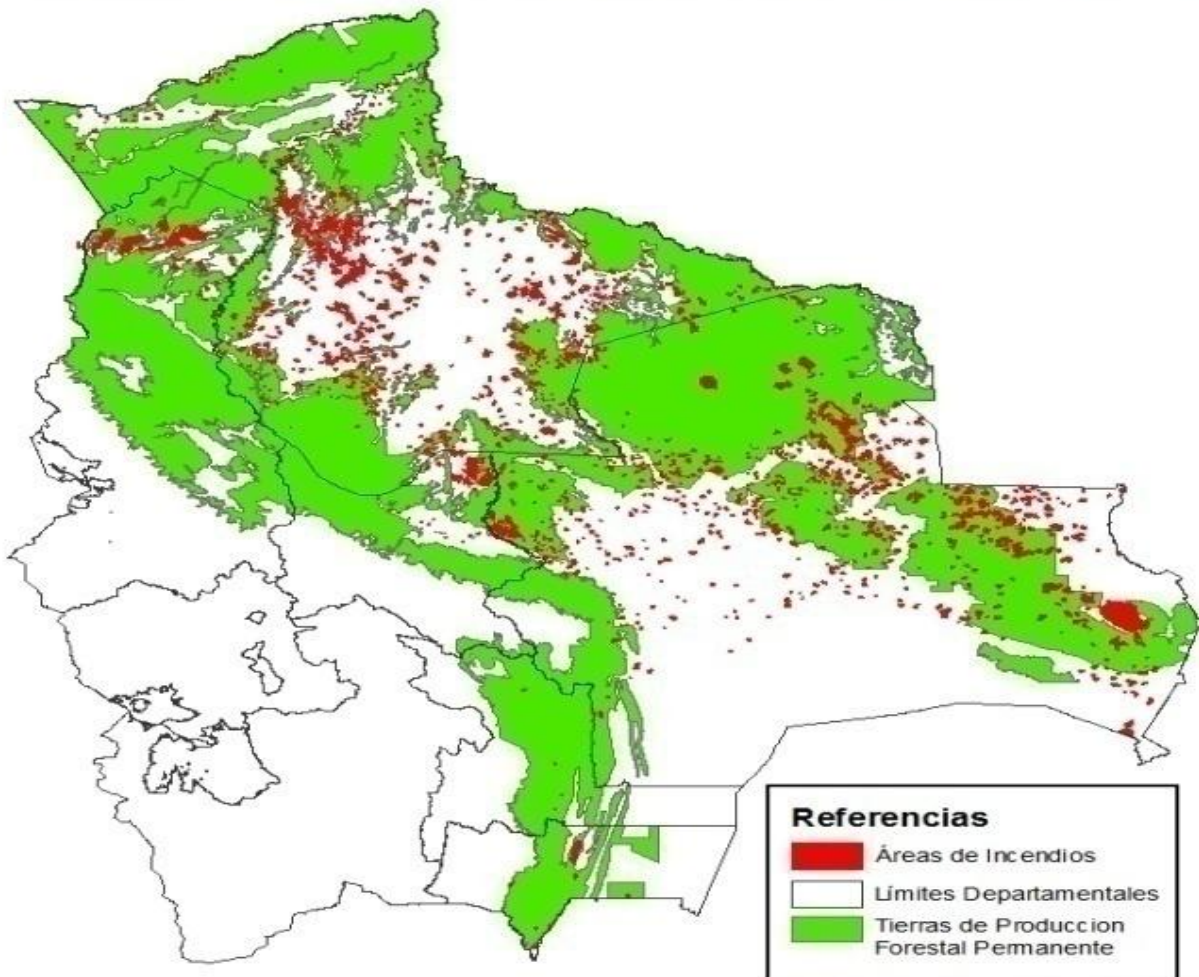 Referencias
Áreas de Incendios
Límites Departamentales
Tierras de Produccion
Forestal Permanente